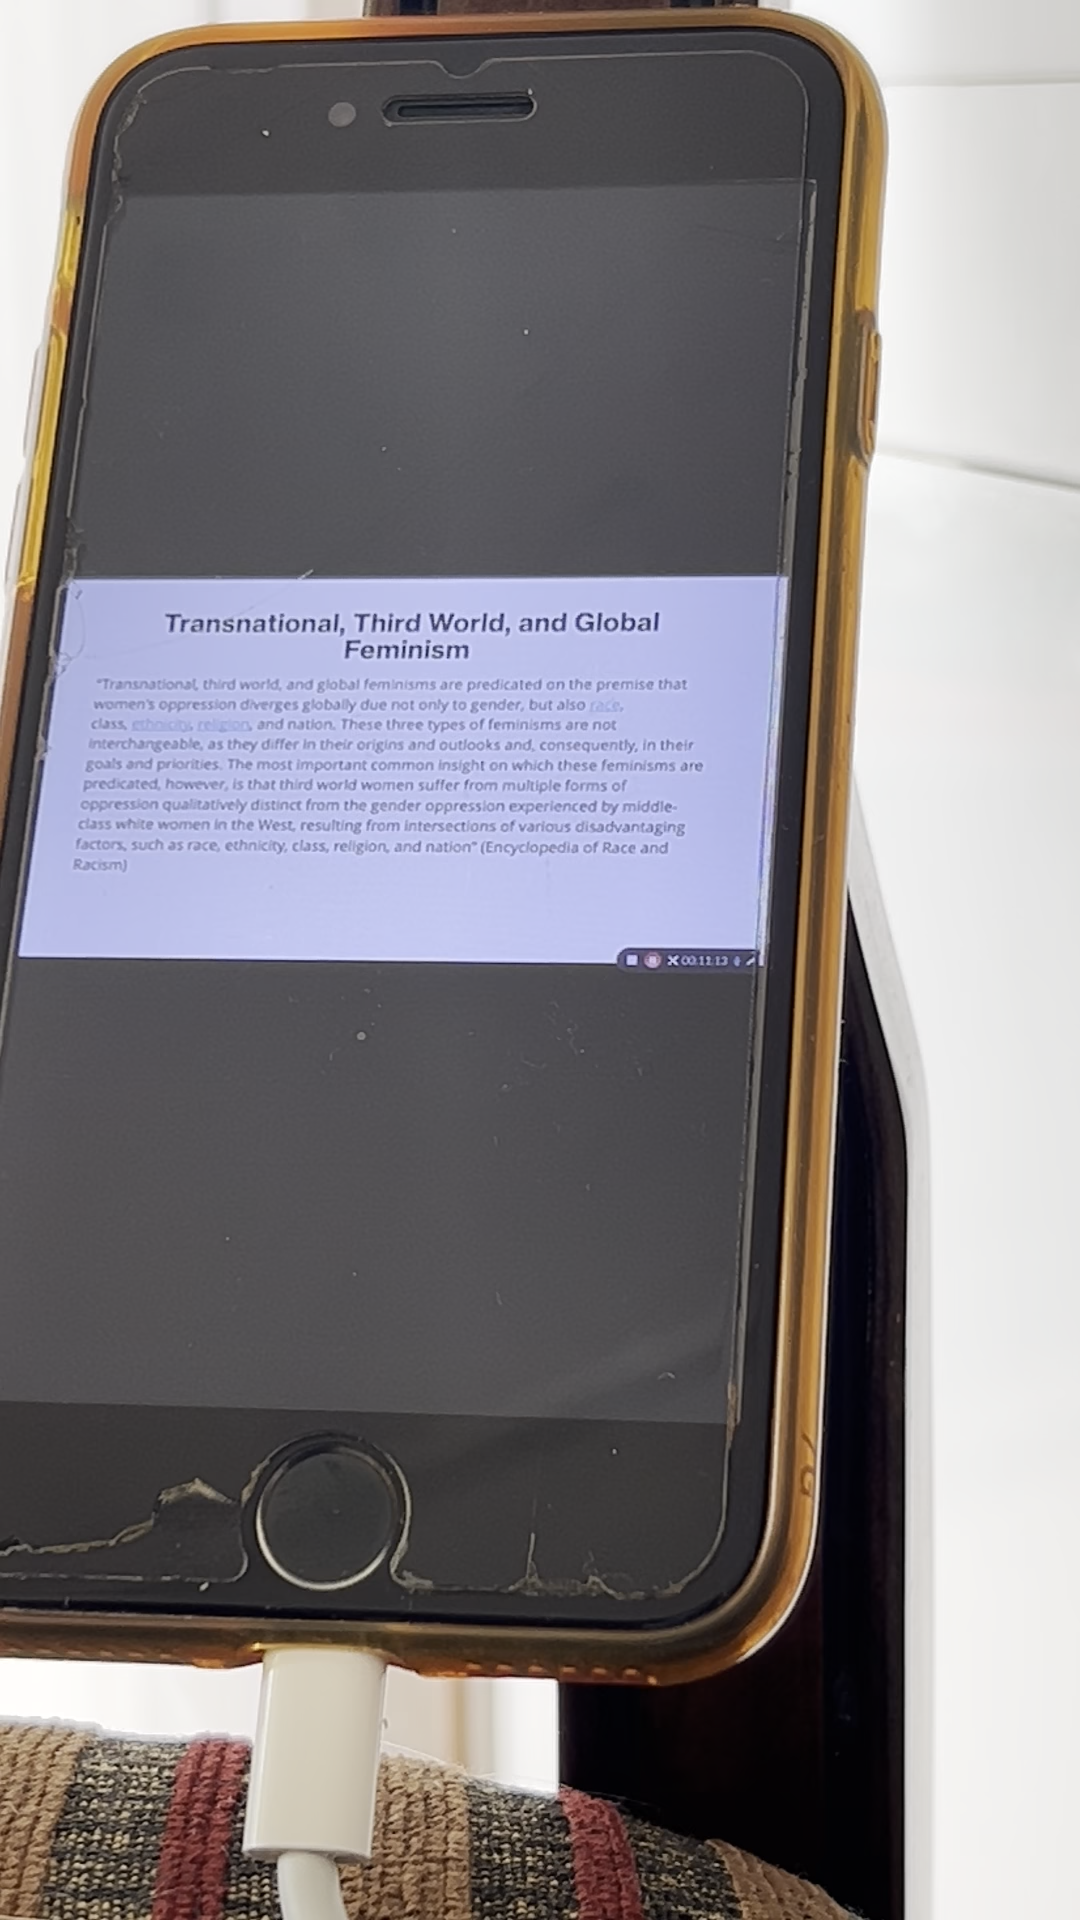 Transnational, Third World, and Global
Feminism
"Transnational, third world, and global feminisms are predicated on the premise that
women's oppression diverges globally due not only to gender, but also race,
class, ethnicity, religion, and nation. These three types of feminisms are not
interchangeable, as they differ in their origins and outlooks and, consequently, in their
goals and priorities. The most important common insight on which these feminisms are
predicated, however, is that third world women suffer from multiple forms of
oppression qualitatively distinct from the gender oppression experienced by middle-
class white women in the West, resulting from intersections of various disadvantaging
factors, such as race, ethnicity, class, religion, and nation" (Encyclopedia of Race and
Racism)
00:11:13